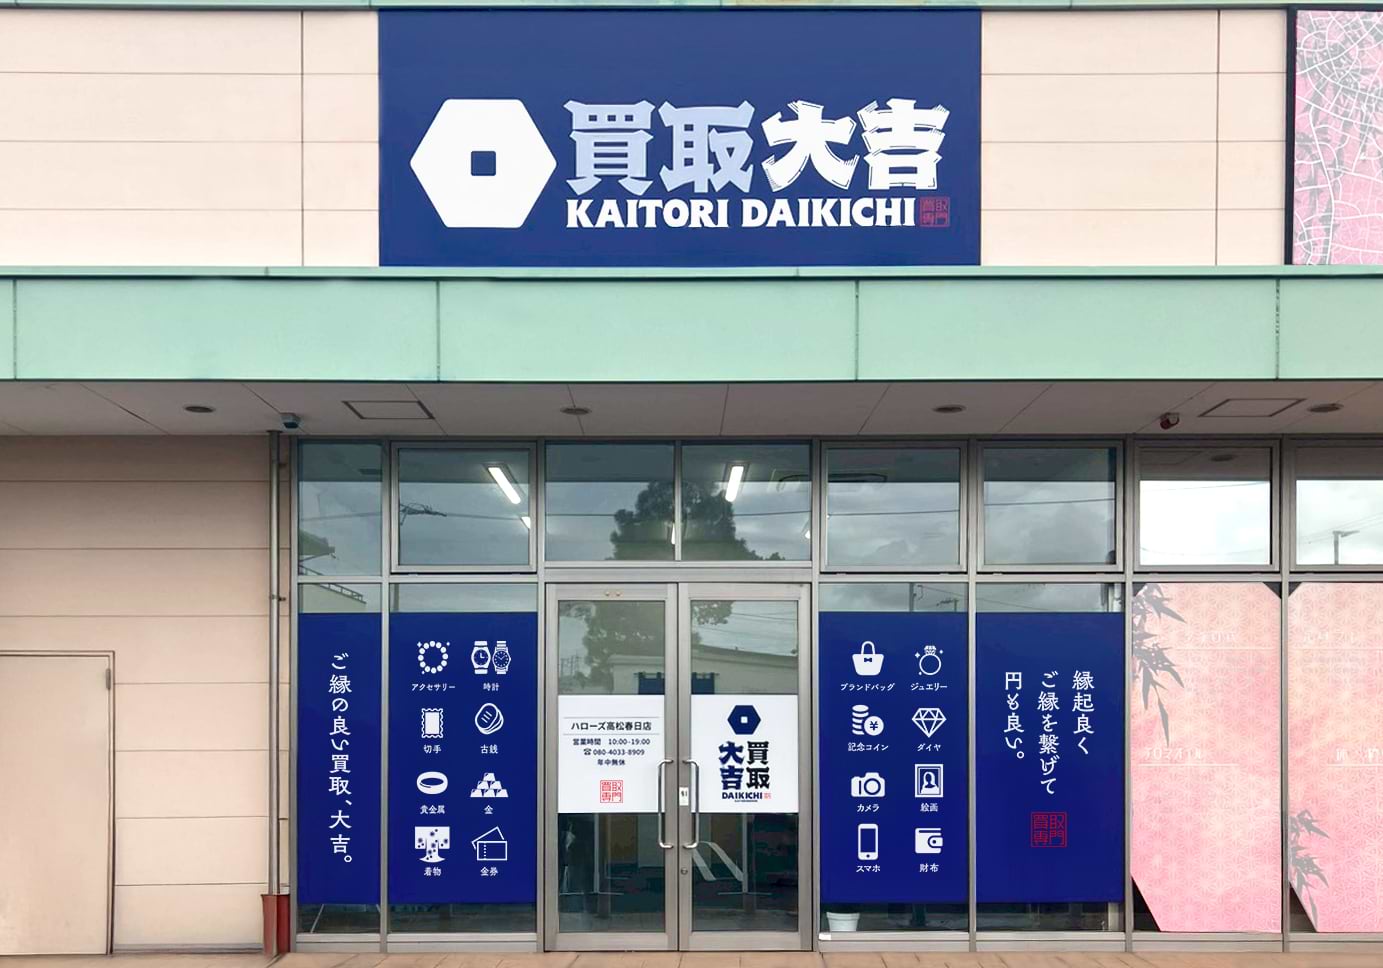 買取大吉
KAITORI DAIKICHI
買取
専門
ご縁の良い買取、大吉。
アクセサリー
時計
切手
古銭
貴金属
金
着物
金券
ハローズ高松春日店
営業時間 10:00-19:00
☎080-4033-8909
年中無休
買取
専門
買取
大吉
DAIKICHI
ブランドバッグ
ジュエリー
記念コイン
ダイヤ
カメラ
絵画
スマホ
財布
縁起良く
ご縁を繋げて
円も良い。
買取
専門